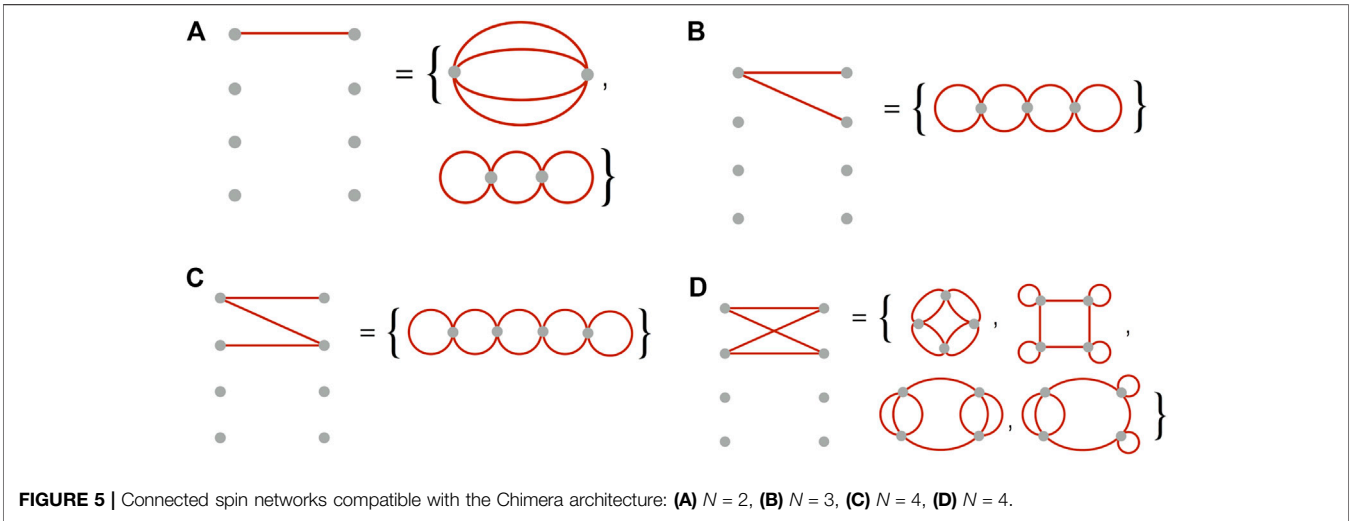 A
= { ,
}
B
= { }
C
= { }
D
= { , ,
, }
FIGURE 5 | Connected spin networks compatible with the Chimera architecture: (A) N = 2, (B) N = 3, (C) N = 4, (D) N = 4.